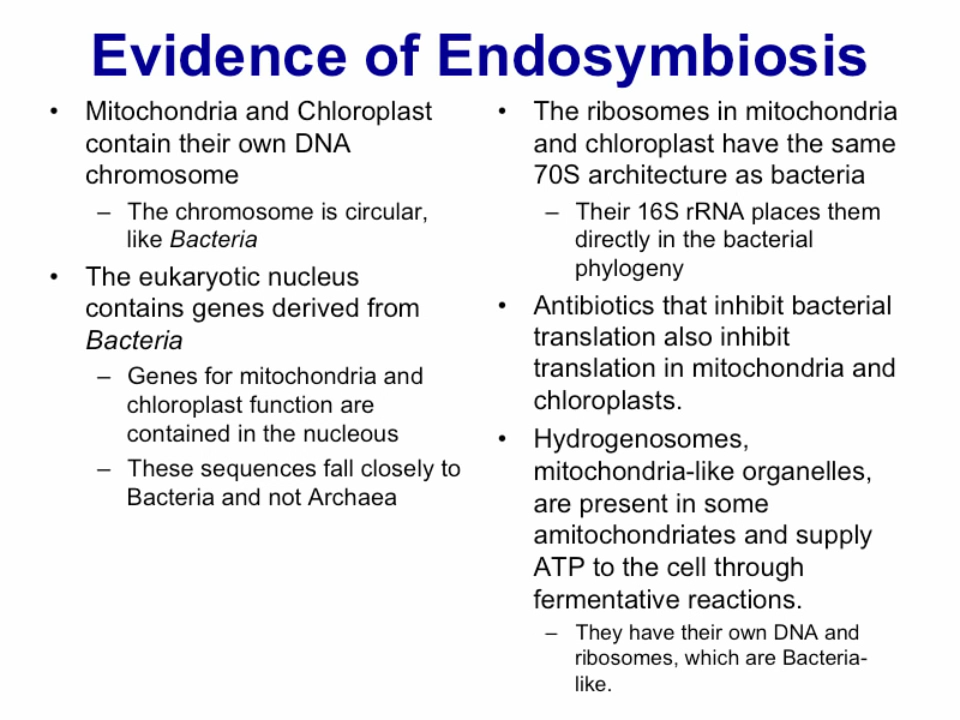 Evidence of Endosymbiosis
• Mitochondria and Chloroplast
contain their own DNA
chromosome
– The chromosome is circular,
like Bacteria
• The eukaryotic nucleus
contains genes derived from
Bacteria
– Genes for mitochondria and
chloroplast function are
contained in the nucleous
– These sequences fall closely to
Bacteria and not Archaea
• The ribosomes in mitochondria
and chloroplast have the same
70S architecture as bacteria
– Their 16S rRNA places them
directly in the bacterial
phylogeny
• Antibiotics that inhibit bacterial
translation also inhibit
translation in mitochondria and
chloroplasts.
• Hydrogenosomes,
mitochondria-like organelles,
are present in some
amitochondriates and supply
ATP to the cell through
fermentative reactions.
– They have their own DNA and
ribosomes, which are Bacteria-
like.